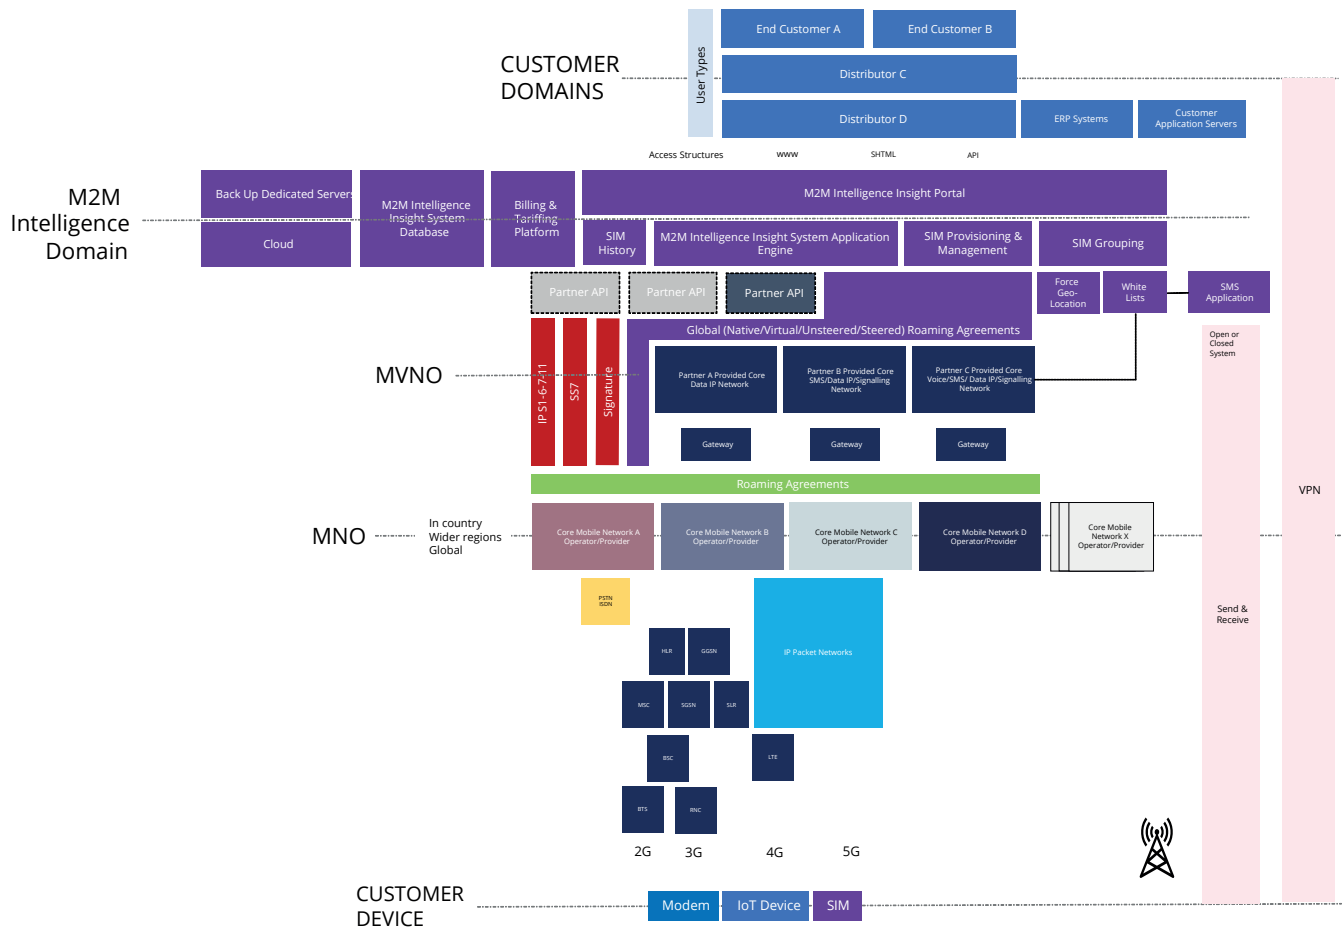 End Customer A
End Customer B
User Types
CUSTOMER
DOMAINS
Distributor C
Distributor D
ERP Systems
Customer
Application Servers
Access Structures
www
SHTML
API
M2M
Intelligence
Domain
Back Up Dedicated Servers
Cloud
M2M Intelligence
Insight System
Database
Billing &
Tariffing
Platform
M2M Intelligence Insight Portal
SIM
History
M2M Intelligence Insight System Application
Engine
SIM Provisioning &
Management
SIM Grouping
Partner API
Partner API
Partner API
Force
Geo-
Location
White
Lists
SMS
Application
Global (Native/Virtual/Unsteered/Steered) Roaming Agreements
Open or
Closed
System
MVNO
IP S1-6-7-11
SS7
Signature
Partner A Provided Core
Data IP Network
Partner B Provided Core
SMS/Data IP/Signalling
Network
Partner C Provided Core
Voice/SMS/ Data IP/Signalling
Network
Gateway
Gateway
Gateway
Roaming Agreements
VPN
MNO
In country
Wider regions
Global
Core Mobile Network A
Operator/Provider
Core Mobile Network B
Operator/Provider
Core Mobile Network C
Operator/Provider
Core Mobile Network D
Operator/Provider
Core Mobile
Network X
Operator/Provider
PSTN
ISDN
Send &
Receive
HLR
GGSN
IP Packet Networks
MSC
SGSN
SLR
BSC
LTE
BTS
RNC
2G
3G
4G
5G
CUSTOMER
DEVICE
Modem
IoT Device
SIM